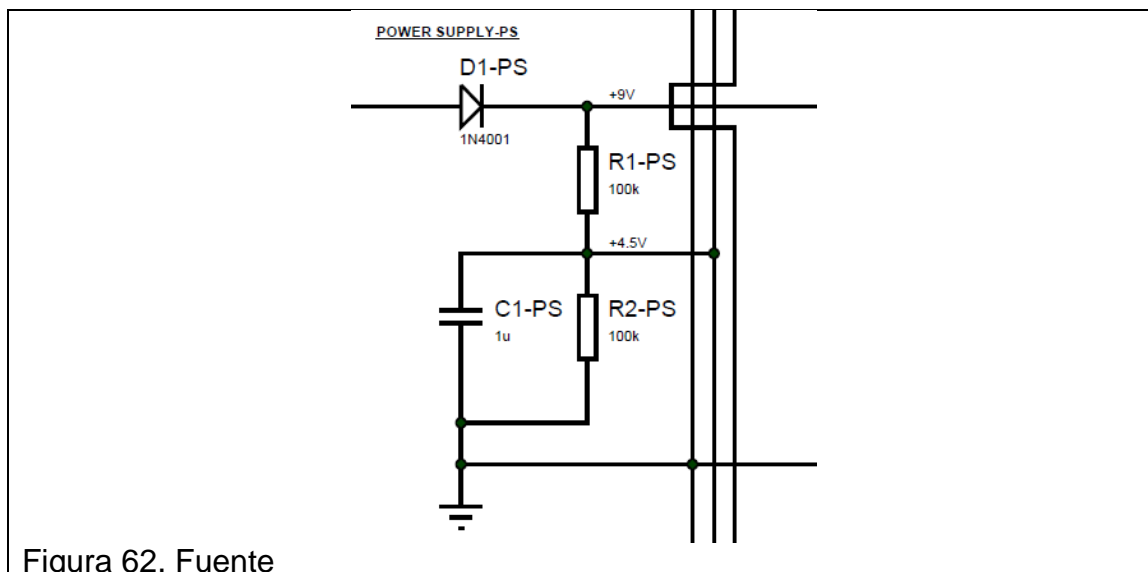 POWER SUPPLY-PS
D1-PS
1N4001
+9V
R1-PS
100k
+4.5V
C1-PS
1u
R2-PS
100k
Figura 62. Fuente